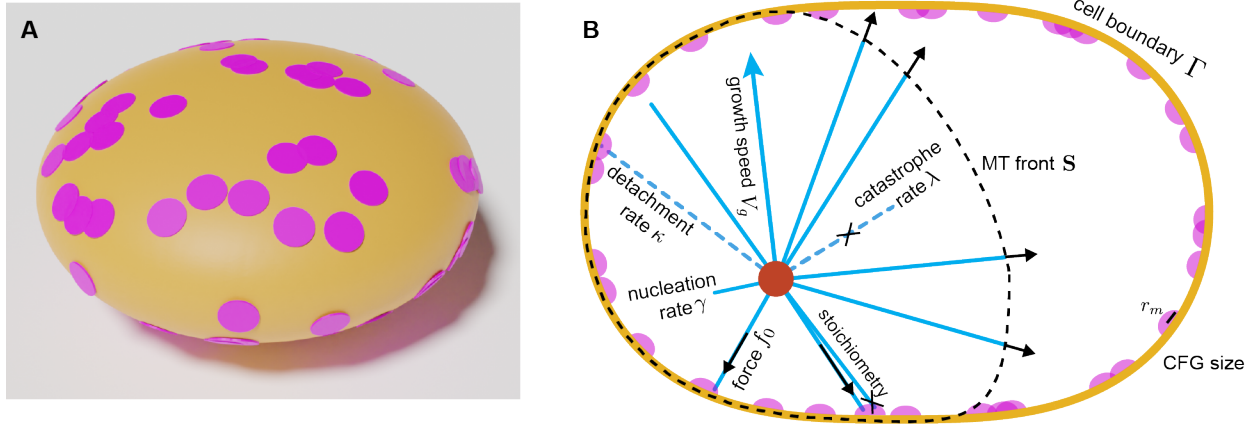 A
B
cell boundary Γ
growth speed V_g
catastrophe
rate λ
MT front S
detachment
rate κ
nucleation
rate γ
force f_0
stoichiometry
r_m
CFG size